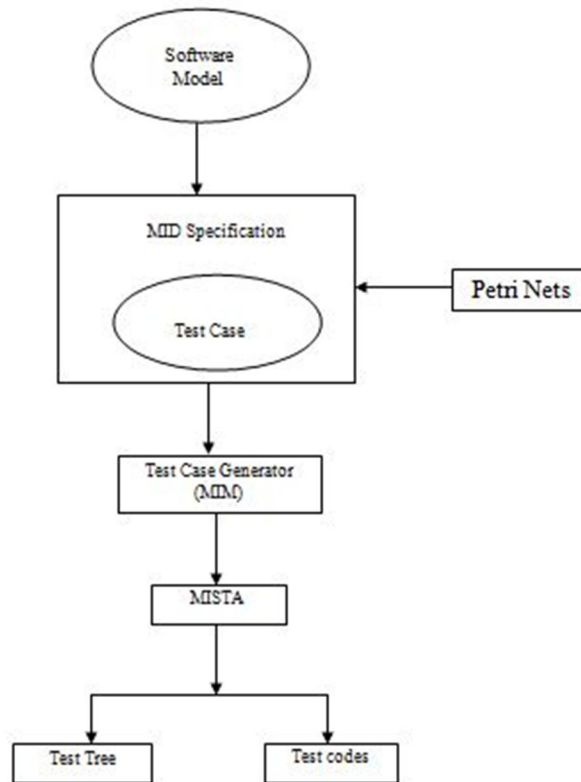 Software
Model
MID Specification
Petri Nets
Test Case
Test Case Generator
(MIM)
MISTA
Test Tree
Test codes